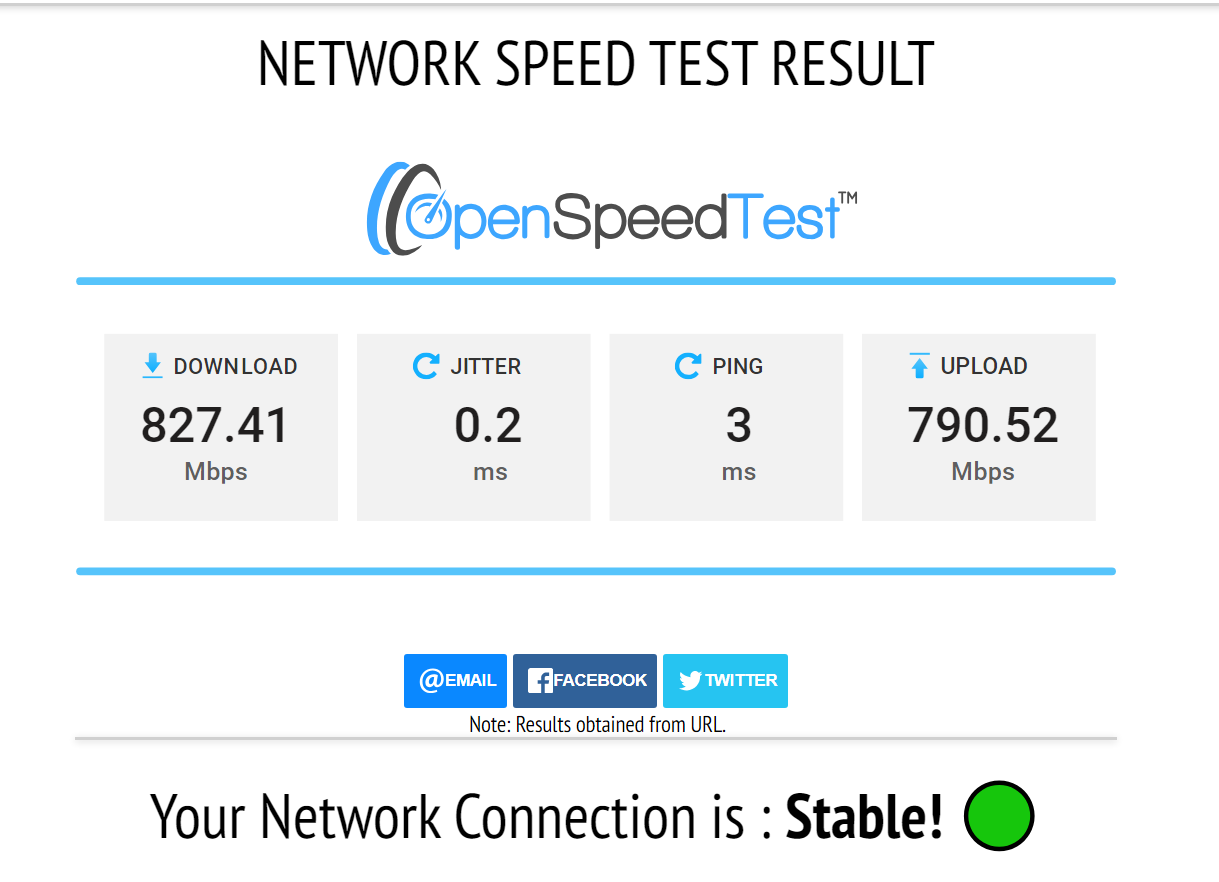 NETWORK SPEED TEST RESULT
OpenSpeedTest™
DOWNLOAD
827.41
Mbps
JITTER
0.2
ms
PING
3
ms
UPLOAD
790.52
Mbps
@EMAIL
FACEBOOK
TWITTER
Note: Results obtained from URL.
Your Network Connection is : Stable!